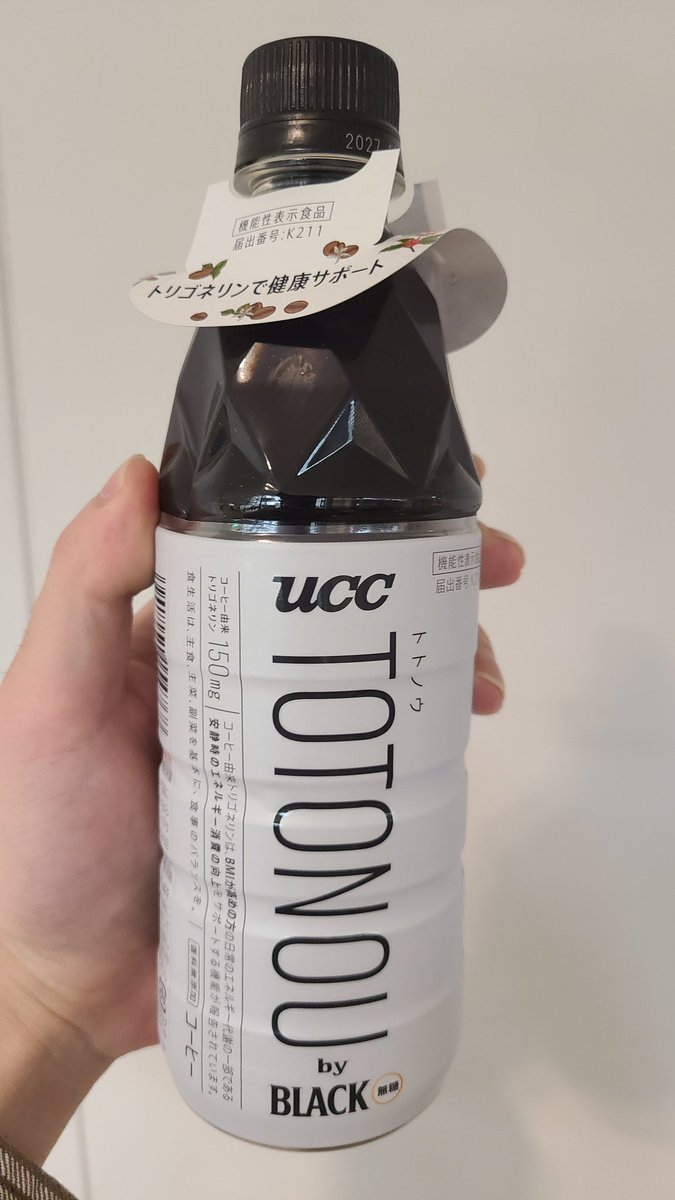 2027
機能性表示食品
届出番号:K211
トリゴネリンで健康サポート
機能性表示
届出番号:K
ucc
トトノウ
TOTONOU
by
BLACK 無糖
コーヒー由来
トリゴネリン 150mg
コーヒー由来トリゴネリンは、BMIが高めの方の日常のエネルギー代謝の一部である
安静時のエネルギー消費の向上をサポートする機能が報告されています。
食生活は、主食、主菜、副菜を基本に、食事のバランスを。
香料無添加 コーヒー